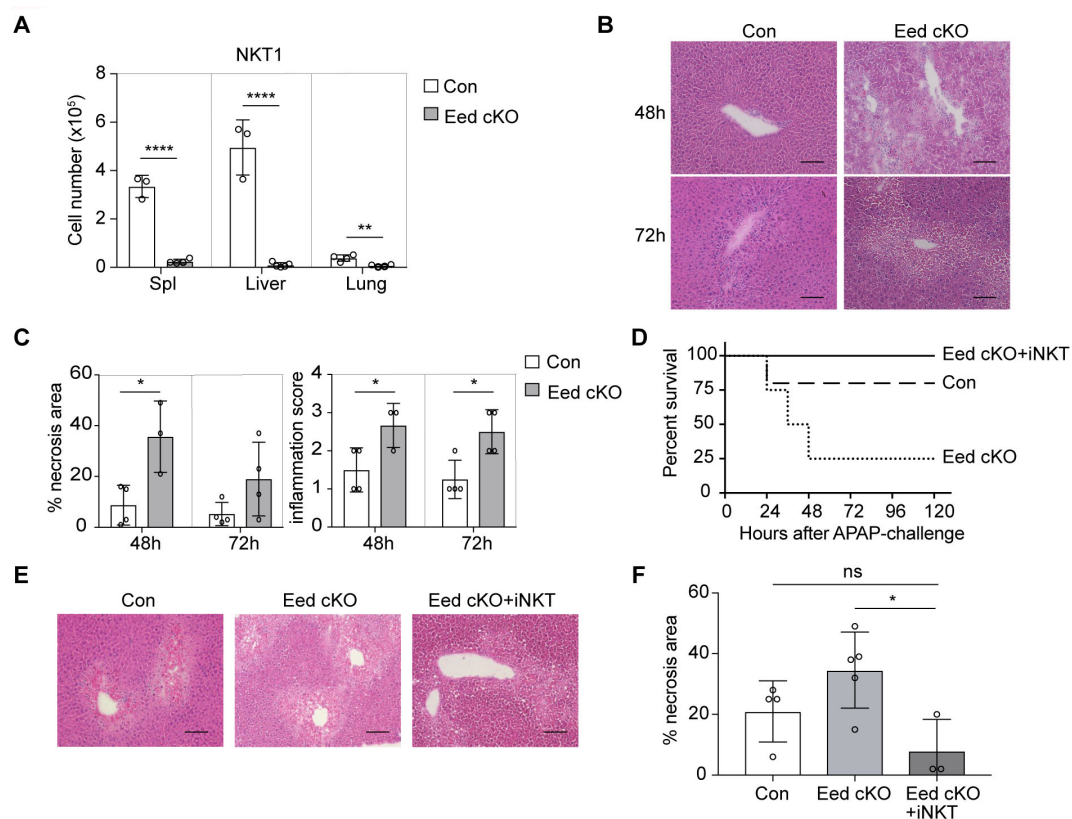 A
NKT1
Cell number (x10⁵)
8
6
4
2
0
****
****
**
Spl
Liver
Lung
Con
Eed cKO
B
Con
Eed cKO
48h
72h
C
% necrosis area
60
40
20
0
*
48h
72h
inflammation score
4
3
2
1
0
*
*
48h
72h
Con
Eed cKO
D
Percent survival
100
75
50
25
0
0
24
48
72
96
120
Hours after APAP-challenge
Eed cKO+iNKT
Con
Eed cKO
E
Con
Eed cKO
Eed cKO+iNKT
F
% necrosis area
60
40
20
0
ns
*
Con
Eed cKO
Eed cKO
+iNKT